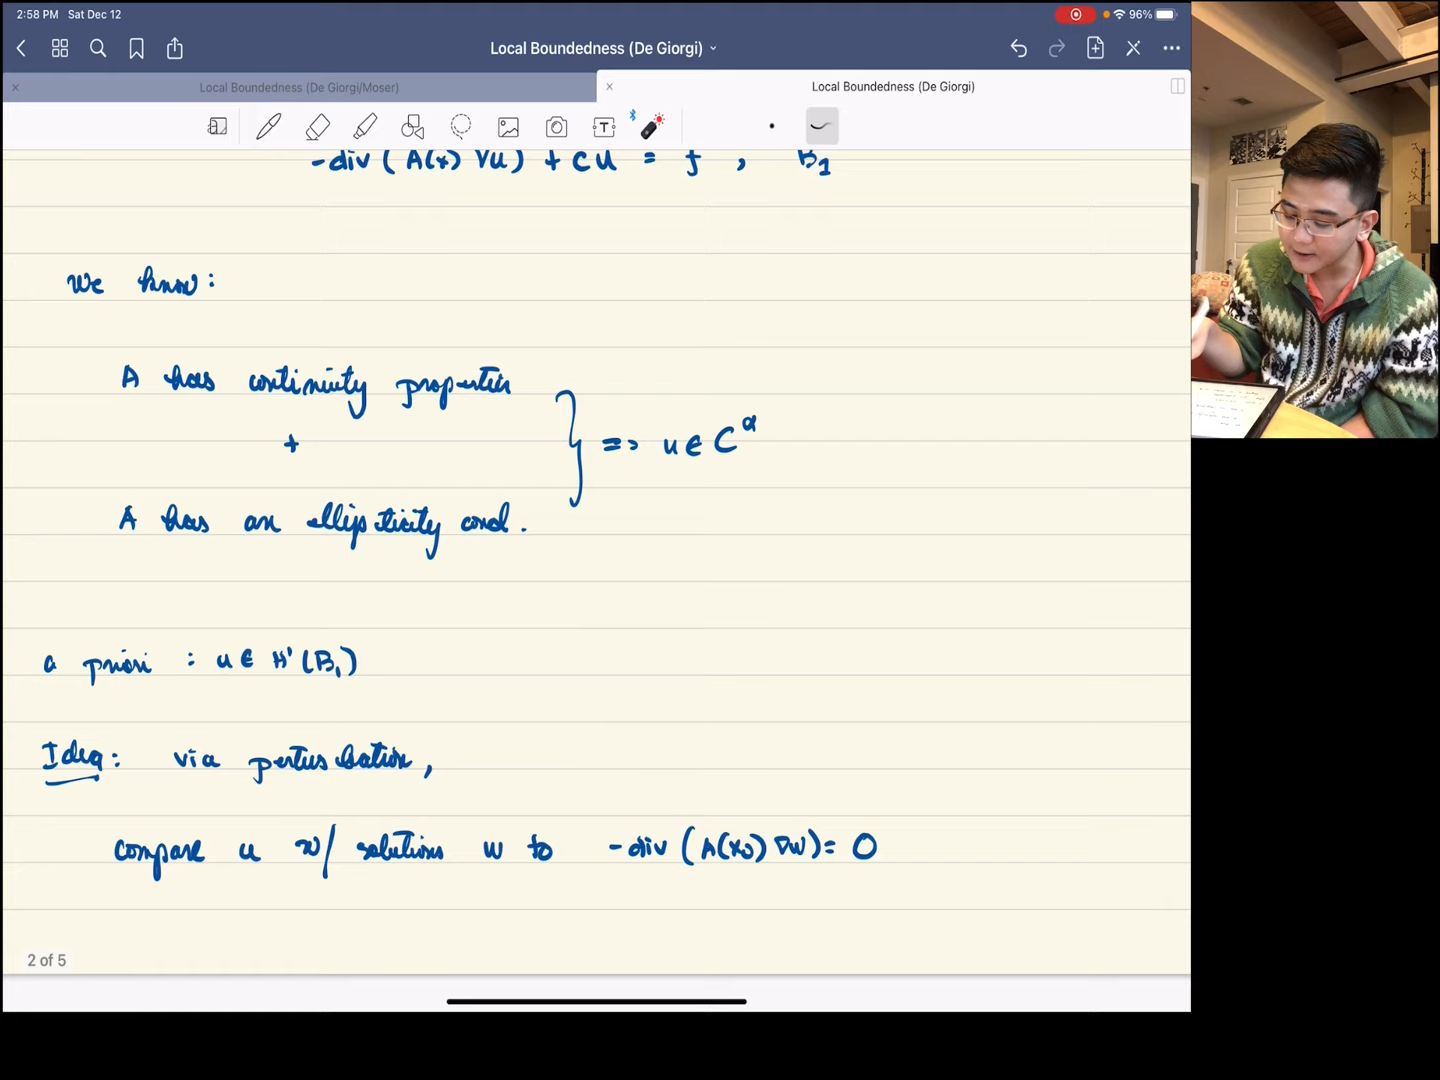 2:58 PM Sat Dec 12
96%
Local Boundedness (De Giorgi)
Local Boundedness (De Giorgi/Moser)
Local Boundedness (De Giorgi)
-div ( A(x) ∇u ) + cu = f , B₁
We know:
A has continuity properties
+
A has an ellipticity cond.
=> u ∈ C^α
a priori : u ∈ H¹(B₁)
Idea: via perturbation,
compare u w/ solutions w to -div (A(x₀) ∇w) = 0
2 of 5